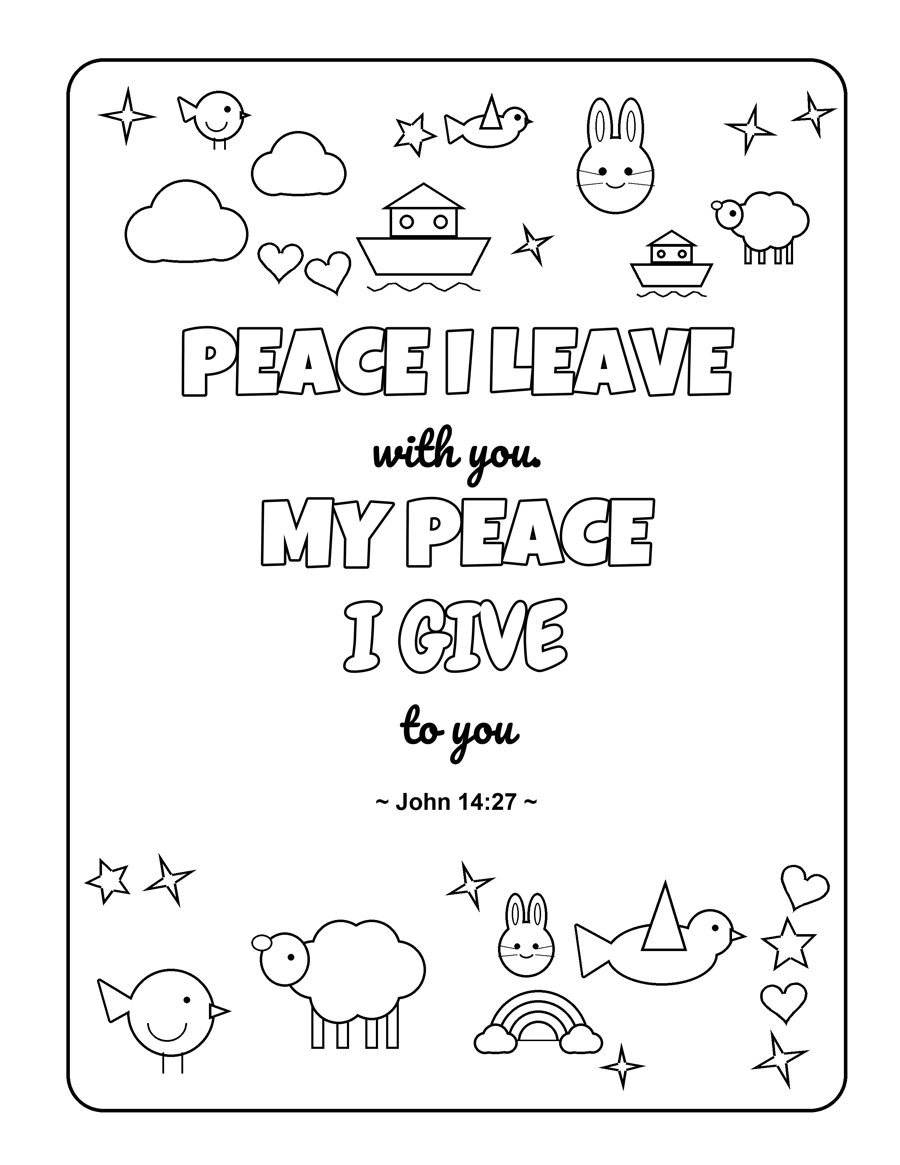 PEACE I LEAVE
with you.
MY PEACE
I GIVE
to you
~ John 14:27 ~